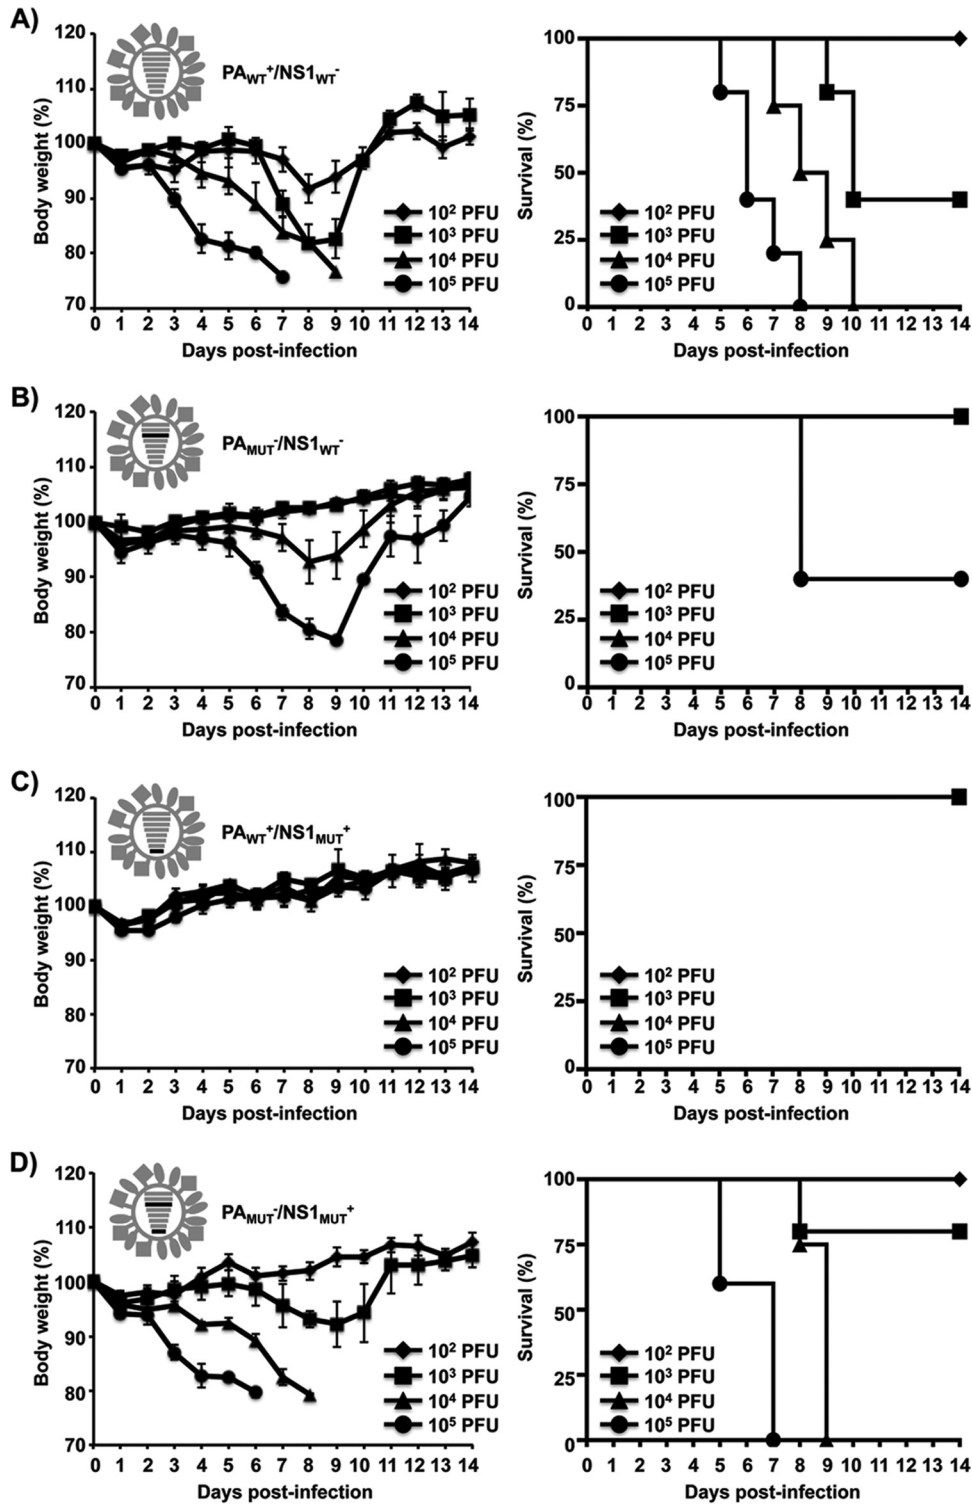 A)
PAWT+/NS1WT-
Body weight (%)
120
110
100
90
80
70
0 1 2 3 4 5 6 7 8 9 10 11 12 13 14
Days post-infection
10² PFU
10³ PFU
10⁴ PFU
10⁵ PFU
Survival (%)
100
75
50
25
0
0 1 2 3 4 5 6 7 8 9 10 11 12 13 14
Days post-infection
10² PFU
10³ PFU
10⁴ PFU
10⁵ PFU
B)
PAMUT-/NS1WT-
Body weight (%)
120
110
100
90
80
70
0 1 2 3 4 5 6 7 8 9 10 11 12 13 14
Days post-infection
10² PFU
10³ PFU
10⁴ PFU
10⁵ PFU
Survival (%)
100
75
50
25
0
0 1 2 3 4 5 6 7 8 9 10 11 12 13 14
Days post-infection
10² PFU
10³ PFU
10⁴ PFU
10⁵ PFU
C)
PAWT+/NS1MUT+
Body weight (%)
120
110
100
90
80
70
0 1 2 3 4 5 6 7 8 9 10 11 12 13 14
Days post-infection
10² PFU
10³ PFU
10⁴ PFU
10⁵ PFU
Survival (%)
100
75
50
25
0
0 1 2 3 4 5 6 7 8 9 10 11 12 13 14
Days post-infection
10² PFU
10³ PFU
10⁴ PFU
10⁵ PFU
D)
PAMUT-/NS1MUT+
Body weight (%)
120
110
100
90
80
70
0 1 2 3 4 5 6 7 8 9 10 11 12 13 14
Days post-infection
10² PFU
10³ PFU
10⁴ PFU
10⁵ PFU
Survival (%)
100
75
50
25
0
0 1 2 3 4 5 6 7 8 9 10 11 12 13 14
Days post-infection
10² PFU
10³ PFU
10⁴ PFU
10⁵ PFU